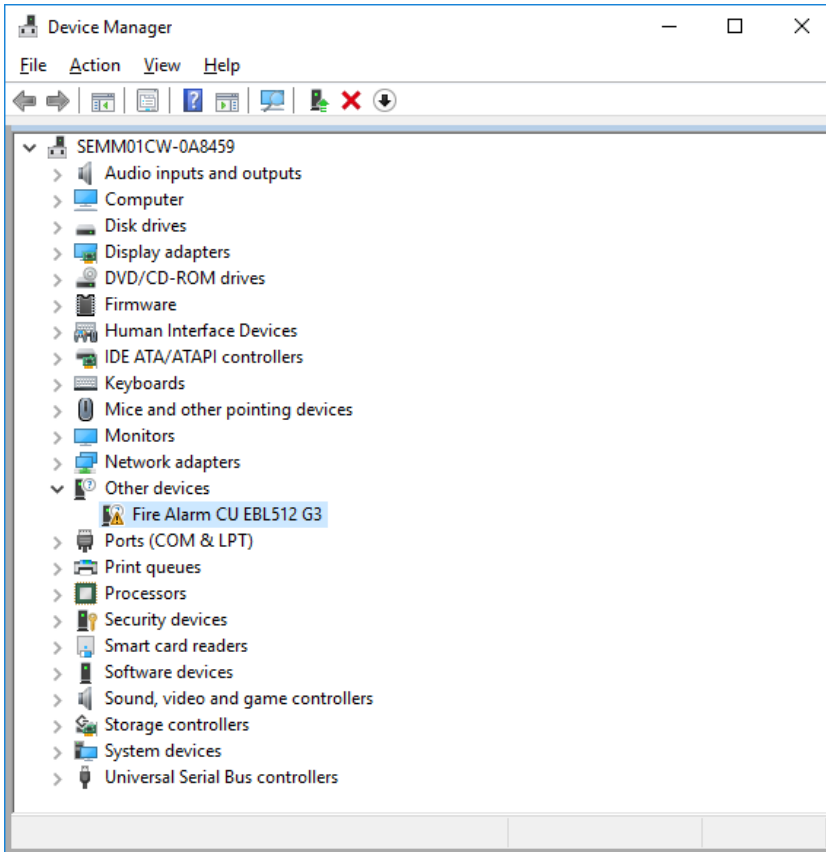 Device Manager
File Action View Help
SEMM01CW-0A8459
Audio inputs and outputs
Computer
Disk drives
Display adapters
DVD/CD-ROM drives
Firmware
Human Interface Devices
IDE ATA/ATAPI controllers
Keyboards
Mice and other pointing devices
Monitors
Network adapters
Other devices
Fire Alarm CU EBL512 G3
Ports (COM & LPT)
Print queues
Processors
Security devices
Smart card readers
Software devices
Sound, video and game controllers
Storage controllers
System devices
Universal Serial Bus controllers